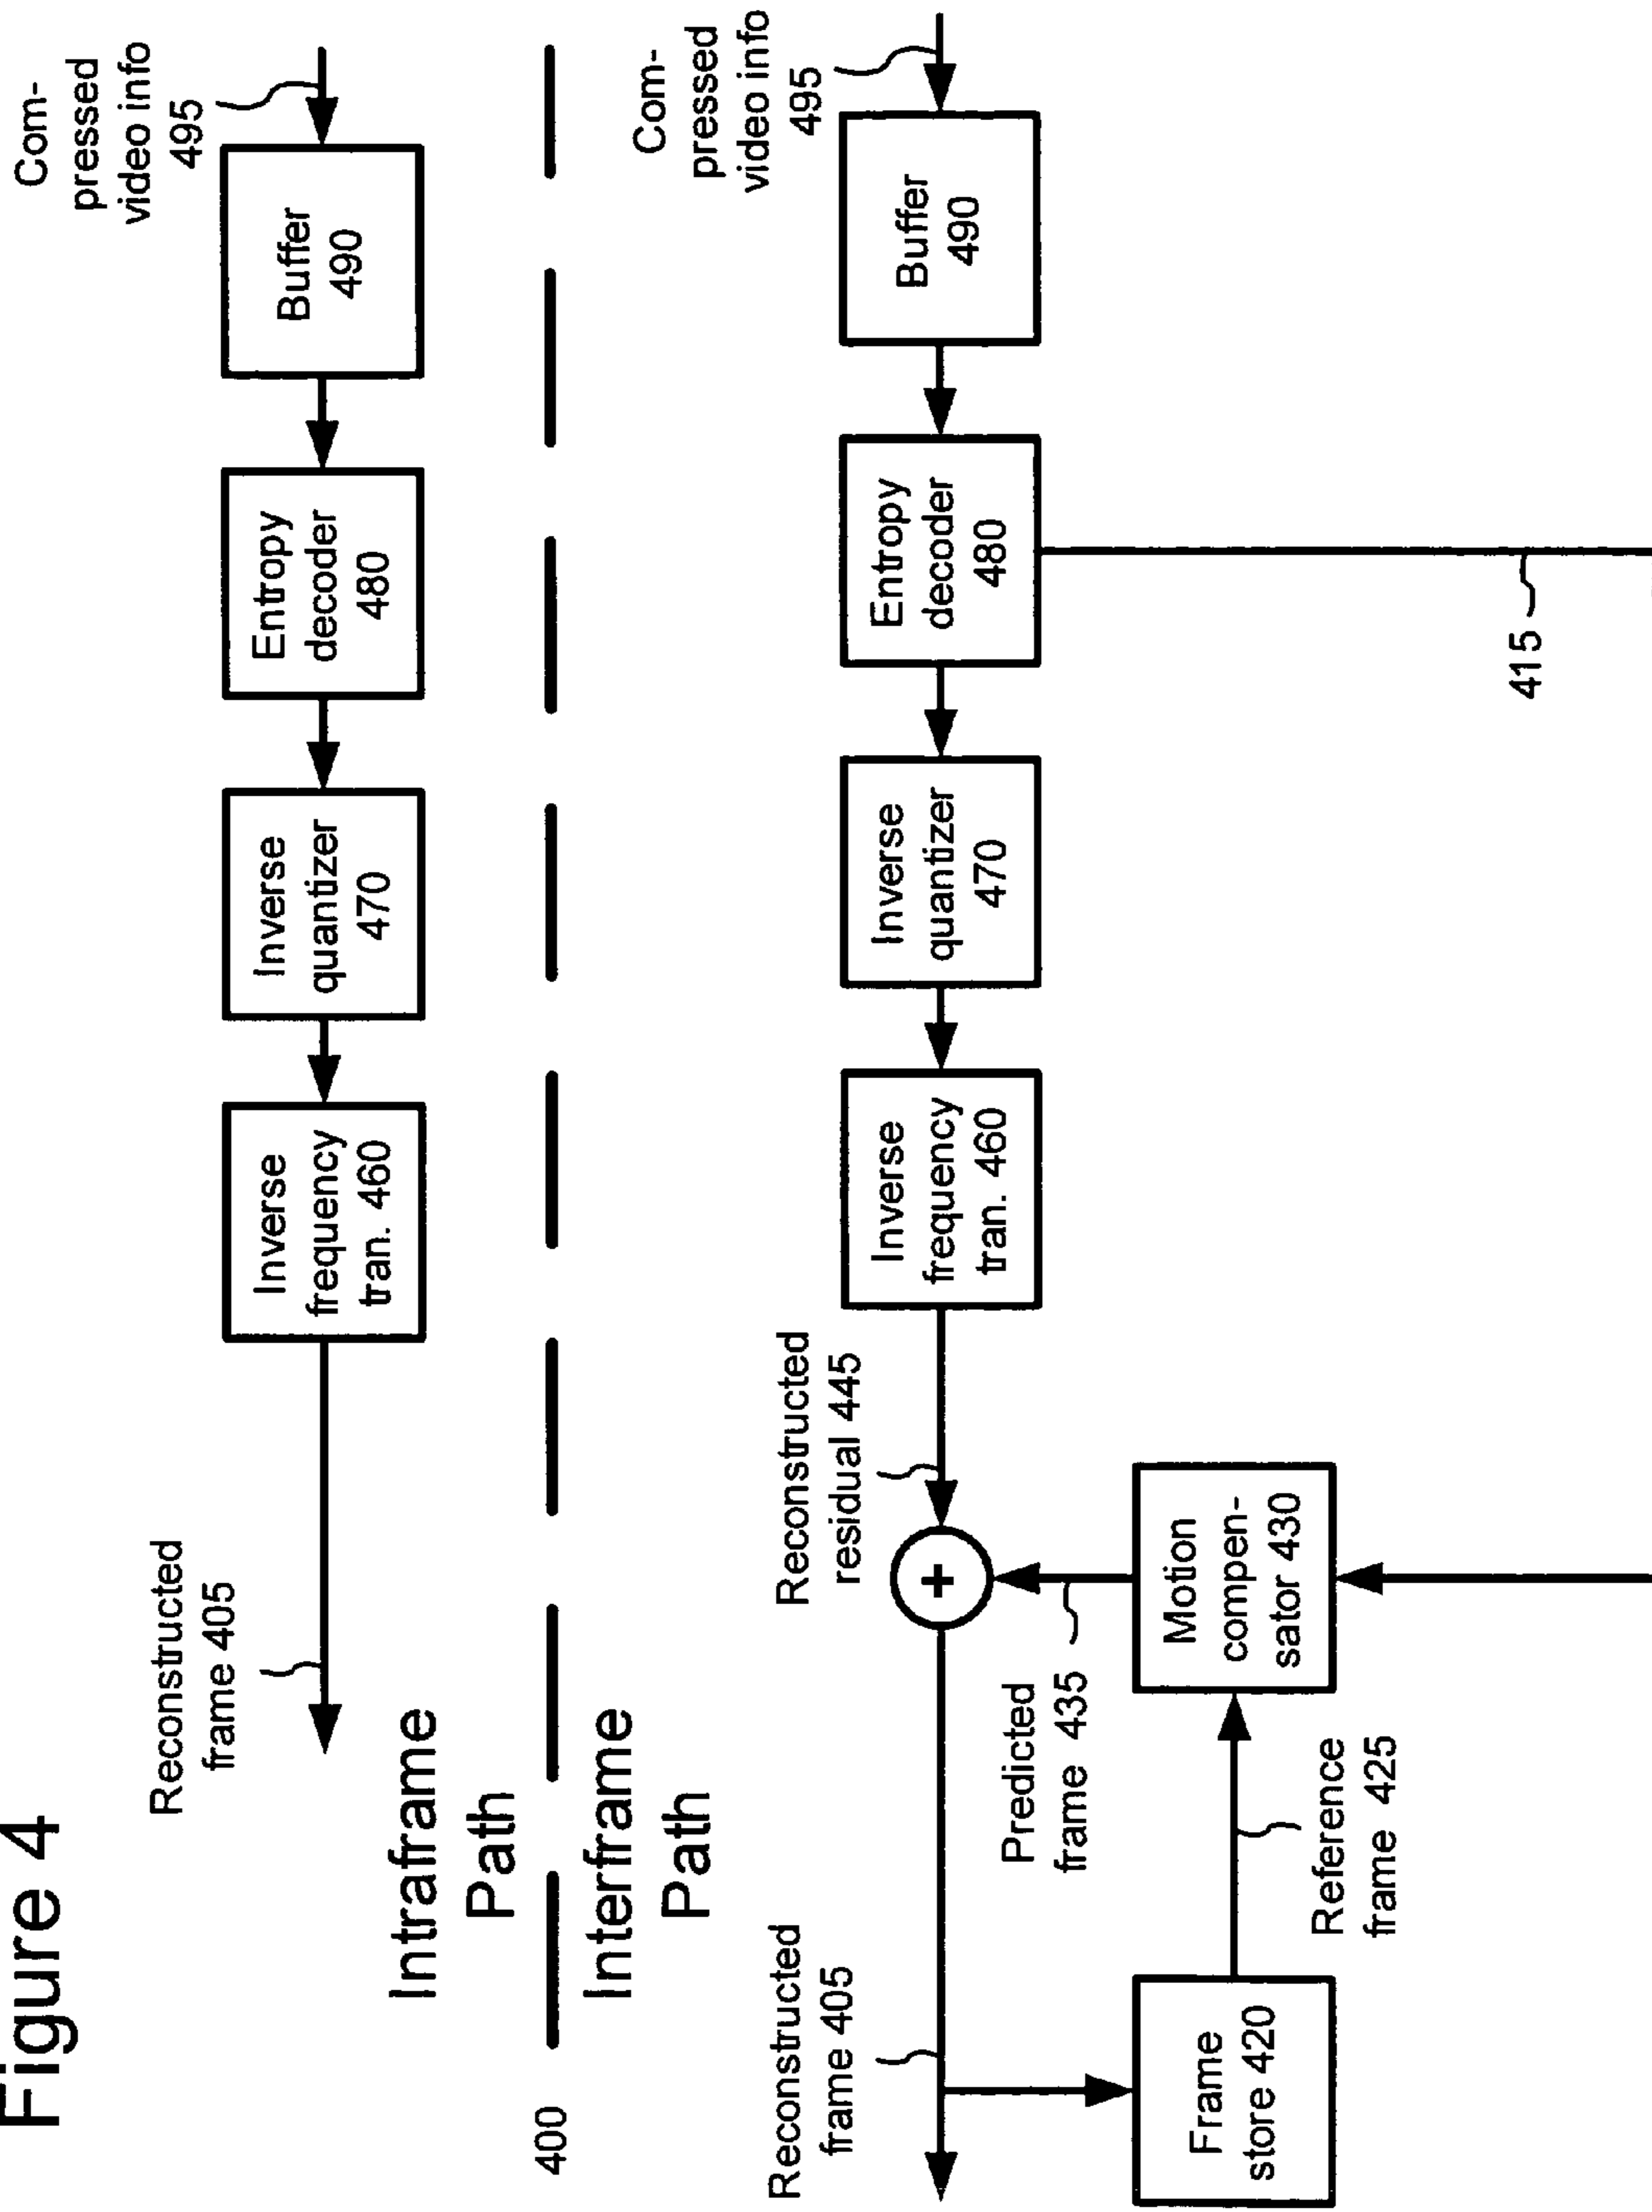 Figure 4
Reconstructed
frame 405
Inverse
frequency
tran. 460
Inverse
quantizer
470
Entropy
decoder
480
Buffer
490
Com-
pressed
video info
495
Intraframe
Path
400
Interframe
Path
Reconstructed
frame 405
Reconstructed
residual 445
+
Inverse
frequency
tran. 460
Inverse
quantizer
470
Entropy
decoder
480
Buffer
490
Com-
pressed
video info
495
Predicted
frame 435
Frame
store 420
Reference
frame 425
Motion
compen-
sator 430
415